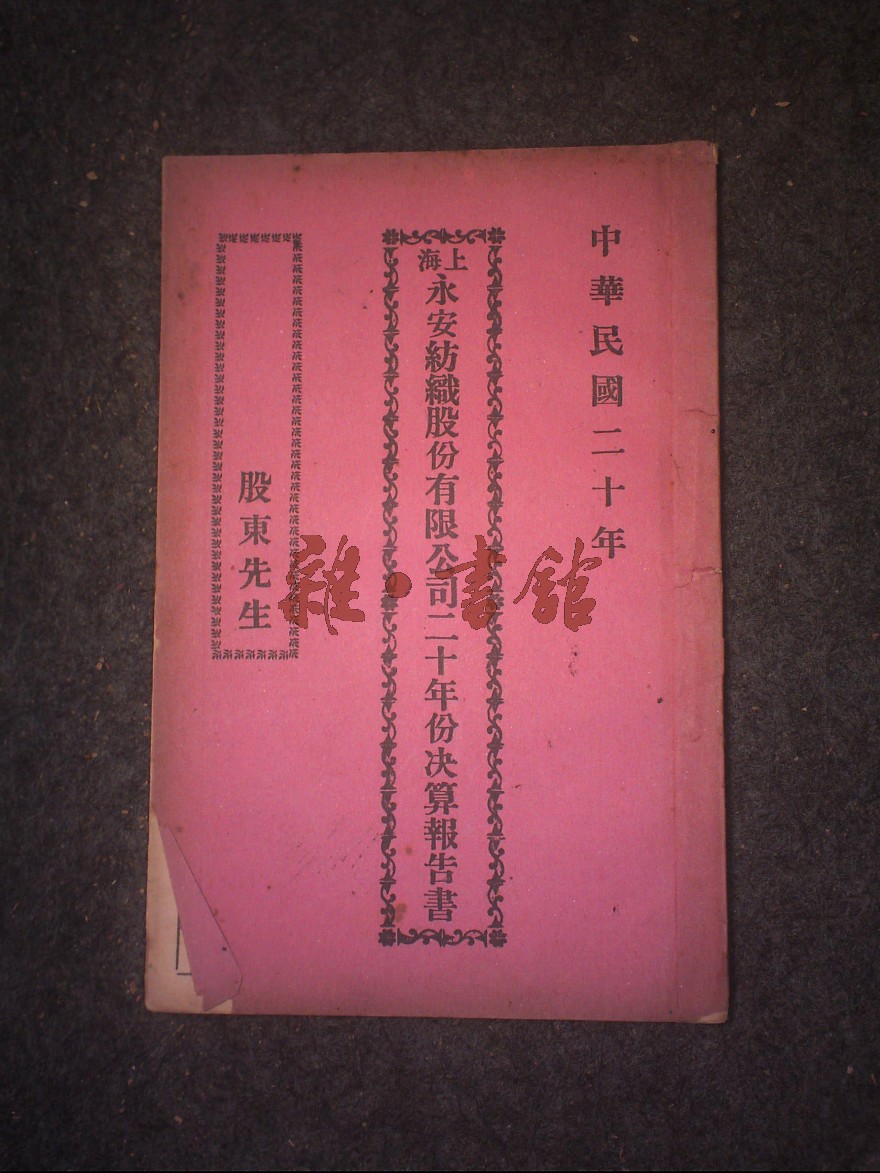 中華民國二十年
上海
永安紡織股份有限公司二十年份決算報告書
股東先生
雜·書館